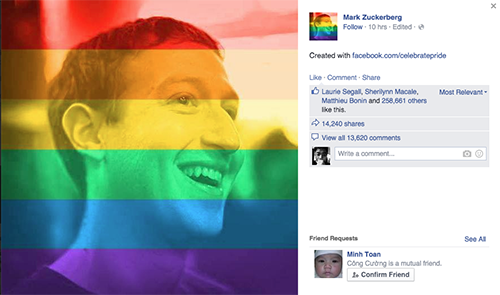 Mark Zuckerberg
Follow · 10 hrs · Edited ·
Created with facebook.com/celebratepride
Like · Comment · Share
Laurie Segall, Sherilynn Macale,
Matthieu Bonin and 258,661 others
like this.
Most Relevant
14,240 shares
View all 13,620 comments
Write a comment...
Friend Requests
See All
Minh Toan
Công Cường is a mutual friend.
Confirm Friend